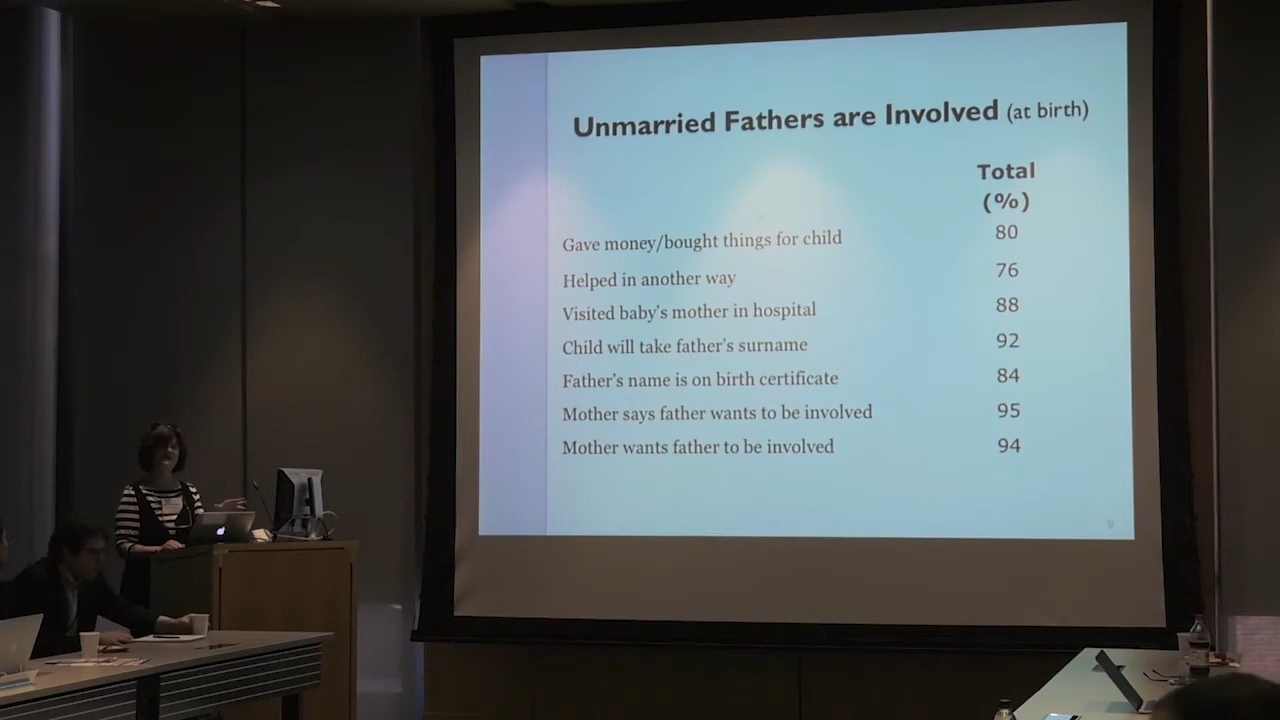 Unmarried Fathers are Involved (at birth)
Total
(%)
Gave money/bought things for child 80
Helped in another way 76
Visited baby's mother in hospital 88
Child will take father's surname 92
Father's name is on birth certificate 84
Mother says father wants to be involved 95
Mother wants father to be involved 94
9